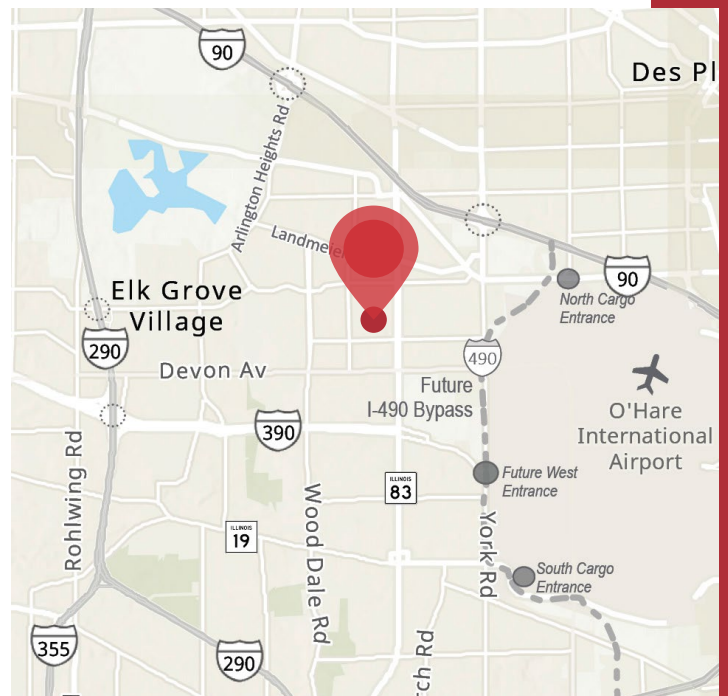 90
Des Pl
Arlington Heights Rd
Landmeie
Elk Grove
Village
90
North Cargo
Entrance
290
490
Devon Av
Future
I-490 Bypass
O'Hare
International
Airport
390
Rohlwing Rd
ILLINOIS
83
Future West
Entrance
Wood Dale Rd
York Rd
ILLINOIS
19
South Cargo
Entrance
355
290
rch Rd